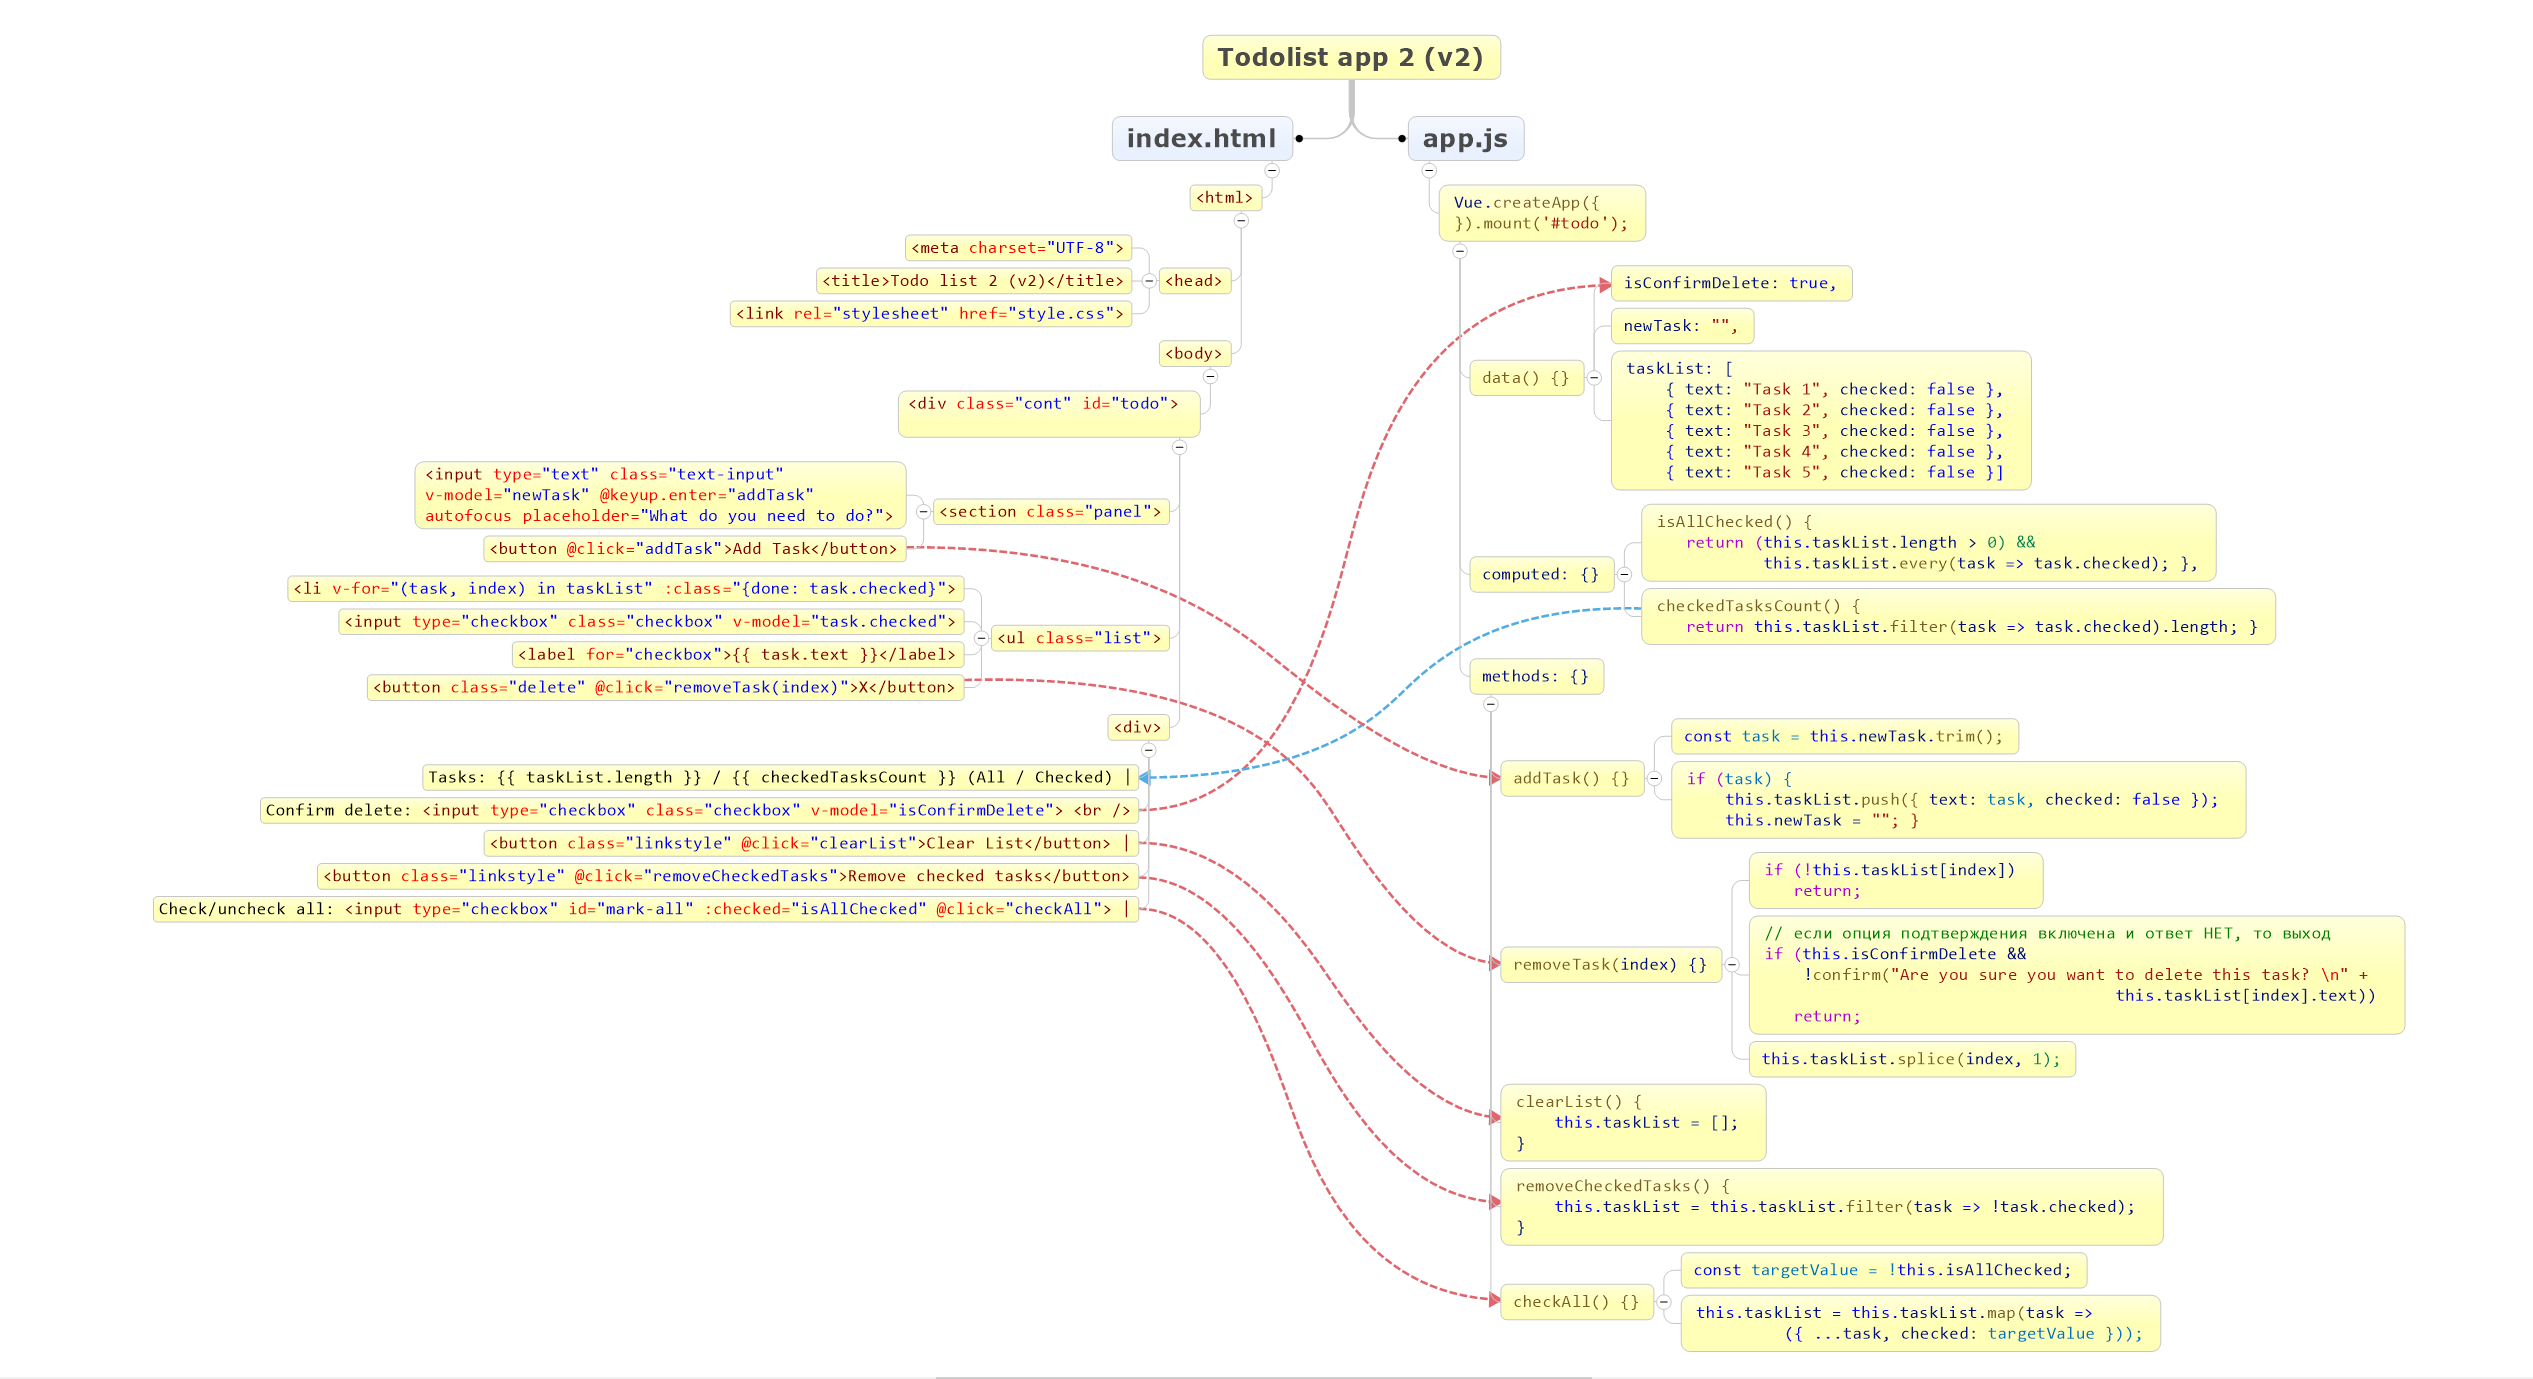 Todolist app 2 (v2)
index.html
<html>
<head>
<meta charset="UTF-8">
<title>Todo list 2 (v2)</title>
<link rel="stylesheet" href="style.css">
<body>
<div class="cont" id="todo">
<section class="panel">
<input type="text" class="text-input"
v-model="newTask" @keyup.enter="addTask"
autofocus placeholder="What do you need to do?">
<button @click="addTask">Add Task</button>
<ul class="list">
<li v-for="(task, index) in taskList" :class="{done: task.checked}">
<input type="checkbox" class="checkbox" v-model="task.checked">
<label for="checkbox">{{ task.text }}</label>
<button class="delete" @click="removeTask(index)">X</button>
<div>
Tasks: {{ taskList.length }} / {{ checkedTasksCount }} (All / Checked) |
Confirm delete: <input type="checkbox" class="checkbox" v-model="isConfirmDelete"> <br />
<button class="linkstyle" @click="clearList">Clear List</button> |
<button class="linkstyle" @click="removeCheckedTasks">Remove checked tasks</button>
Check/uncheck all: <input type="checkbox" id="mark-all" :checked="isAllChecked" @click="checkAll"> |
app.js
Vue.createApp({
}).mount('#todo');
data() {}
isConfirmDelete: true,
newTask: "",
taskList: [
{ text: "Task 1", checked: false },
{ text: "Task 2", checked: false },
{ text: "Task 3", checked: false },
{ text: "Task 4", checked: false },
{ text: "Task 5", checked: false }]
computed: {}
isAllChecked() {
return (this.taskList.length > 0) &&
this.taskList.every(task => task.checked); },
checkedTasksCount() {
return this.taskList.filter(task => task.checked).length; }
methods: {}
addTask() {}
const task = this.newTask.trim();
if (task) {
this.taskList.push({ text: task, checked: false });
this.newTask = ""; }
removeTask(index) {}
if (!this.taskList[index])
return;
// если опция подтверждения включена и ответ НЕТ, то выход
if (this.isConfirmDelete &&
!confirm("Are you sure you want to delete this task? \n" +
this.taskList[index].text))
return;
this.taskList.splice(index, 1);
clearList() {
this.taskList = [];
}
removeCheckedTasks() {
this.taskList = this.taskList.filter(task => !task.checked);
}
checkAll() {}
const targetValue = !this.isAllChecked;
this.taskList = this.taskList.map(task =>
({ ...task, checked: targetValue }));